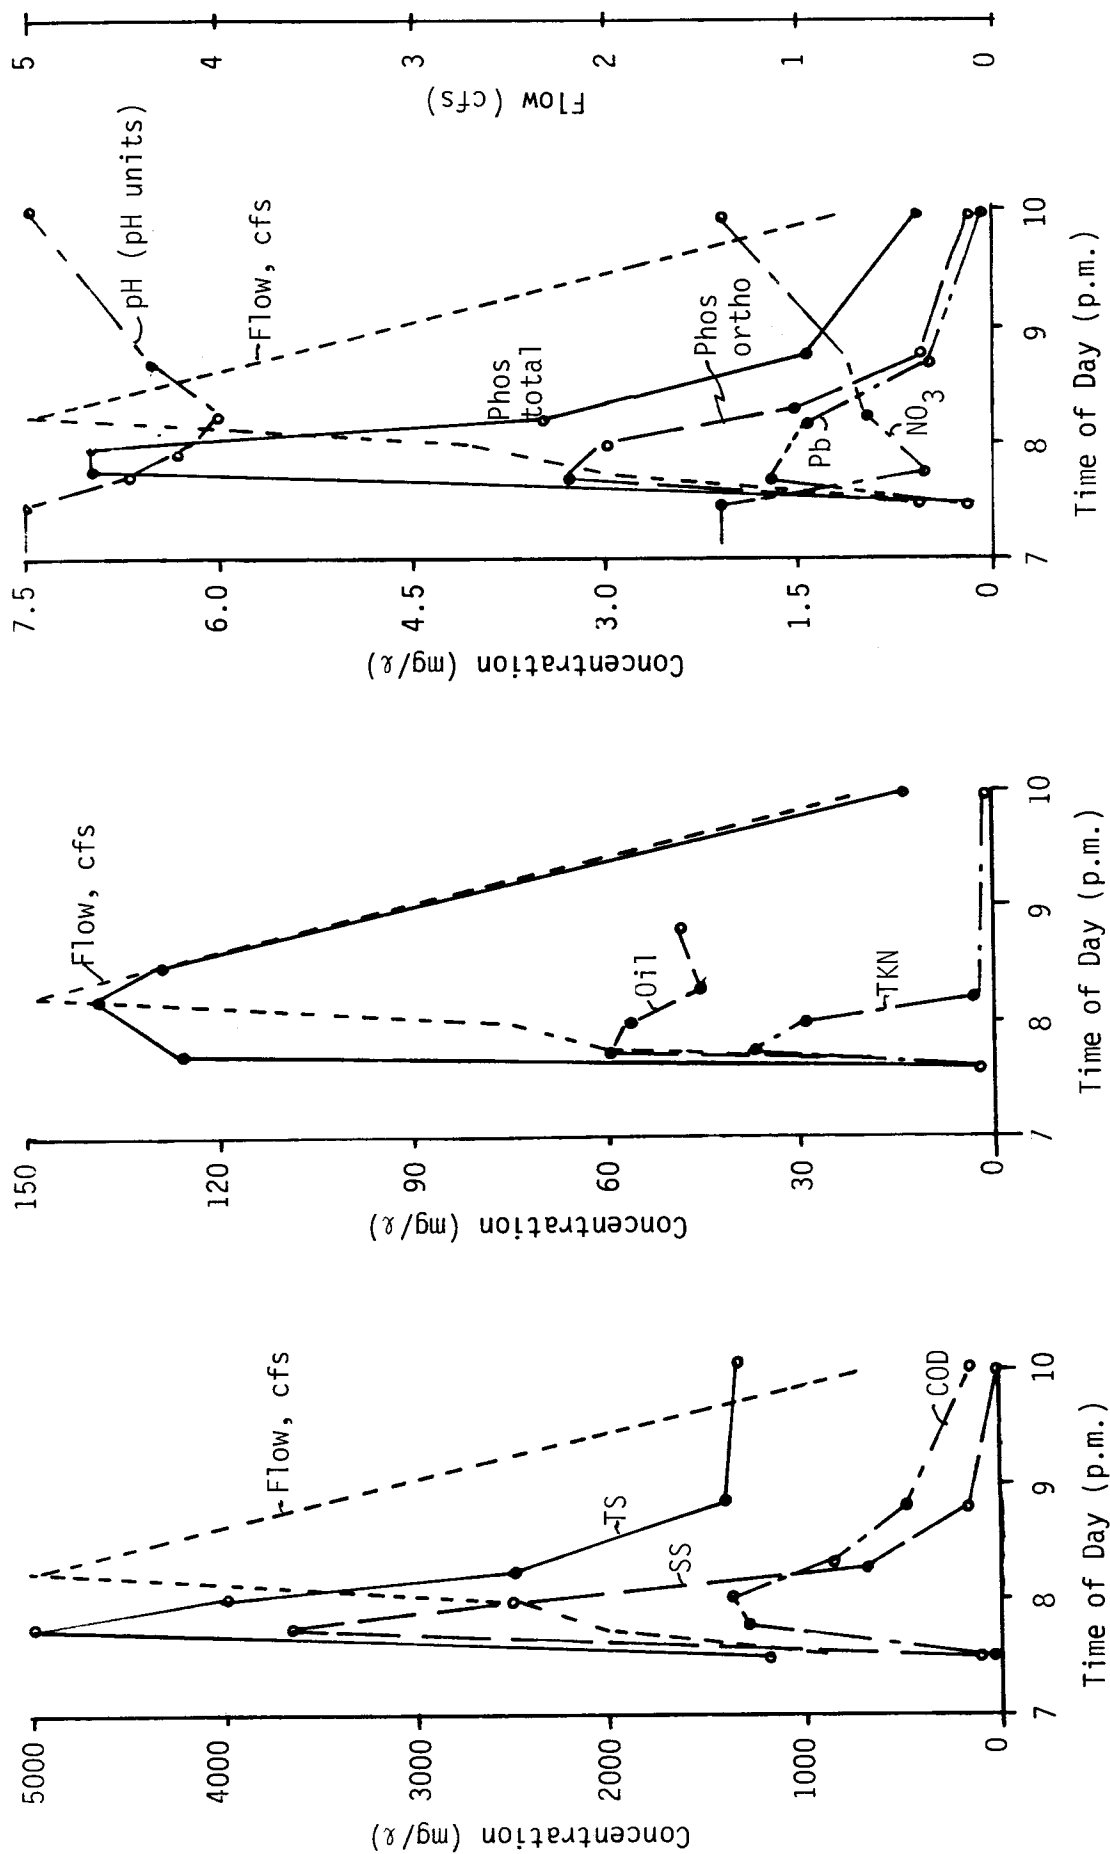 5000
4000
3000
2000
1000
0
Concentration (mg/ℓ)
7
8
9
10
Time of Day (p.m.)
Flow, cfs
TS
SS
COD
150
120
90
60
30
0
Concentration (mg/ℓ)
7
8
9
10
Time of Day (p.m.)
Flow, cfs
Oil
TKN
7.5
6.0
4.5
3.0
1.5
0
Concentration (mg/ℓ)
7
8
9
10
Time of Day (p.m.)
pH (pH units)
Flow, cfs
Phos
total
Phos
ortho
Pb
NO3
5
4
3
2
1
0
Flow (cfs)